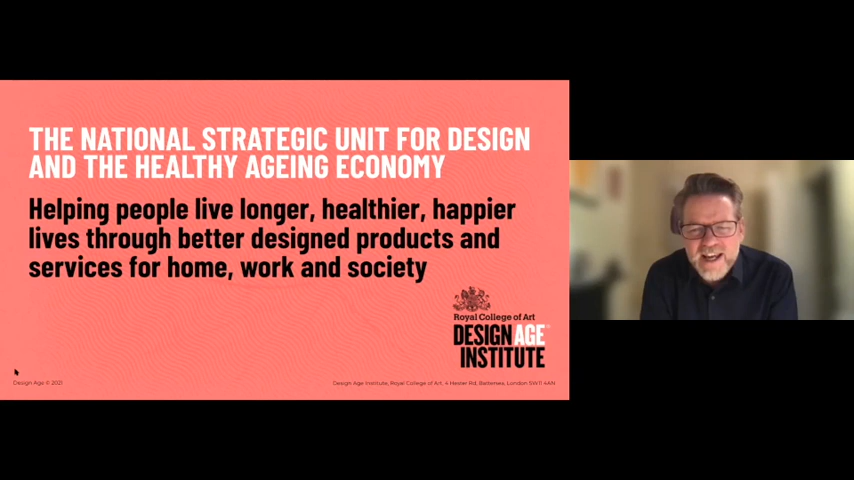 THE NATIONAL STRATEGIC UNIT FOR DESIGN
AND THE HEALTHY AGEING ECONOMY
Helping people live longer, healthier, happier
lives through better designed products and
services for home, work and society
Royal College of Art
DESIGN AGE
INSTITUTE
Design Age © 2021
Design Age Institute, Royal College of Art, 4 Hester Rd, Battersea, London SW11 4AN